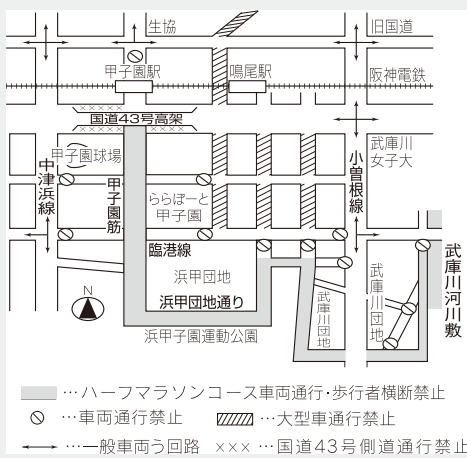 生協
旧国道
甲子園駅
鳴尾駅
阪神電鉄
国道43号高架
甲子園球場
武庫川
女子大
中津浜線
甲子園筋
ららぽーと
甲子園
小曽根線
臨港線
浜甲団地
武庫川河川敷
N
浜甲団地通り
武庫川団地
武庫川団地
浜甲子園運動公園
…ハーフマラソンコース車両通行・歩行者横断禁止
…車両通行禁止
…大型車通行禁止
…一般車両う回路
×××…国道43号側道通行禁止